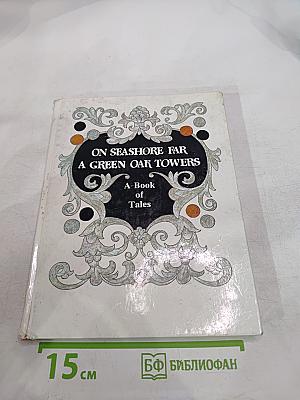 ON SEASHORE FAR
A GREEN OAK TOWERS
A Book
of
Tales
15 см
БФ БИБЛИОФАН